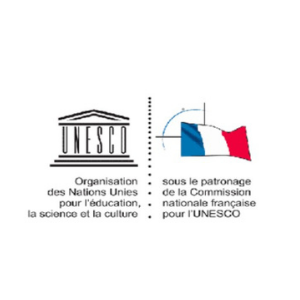 UNESCO
Organisation
des Nations Unies
pour l'éducation,
la science et la culture
sous le patronage
de la Commission
nationale française
pour l'UNESCO